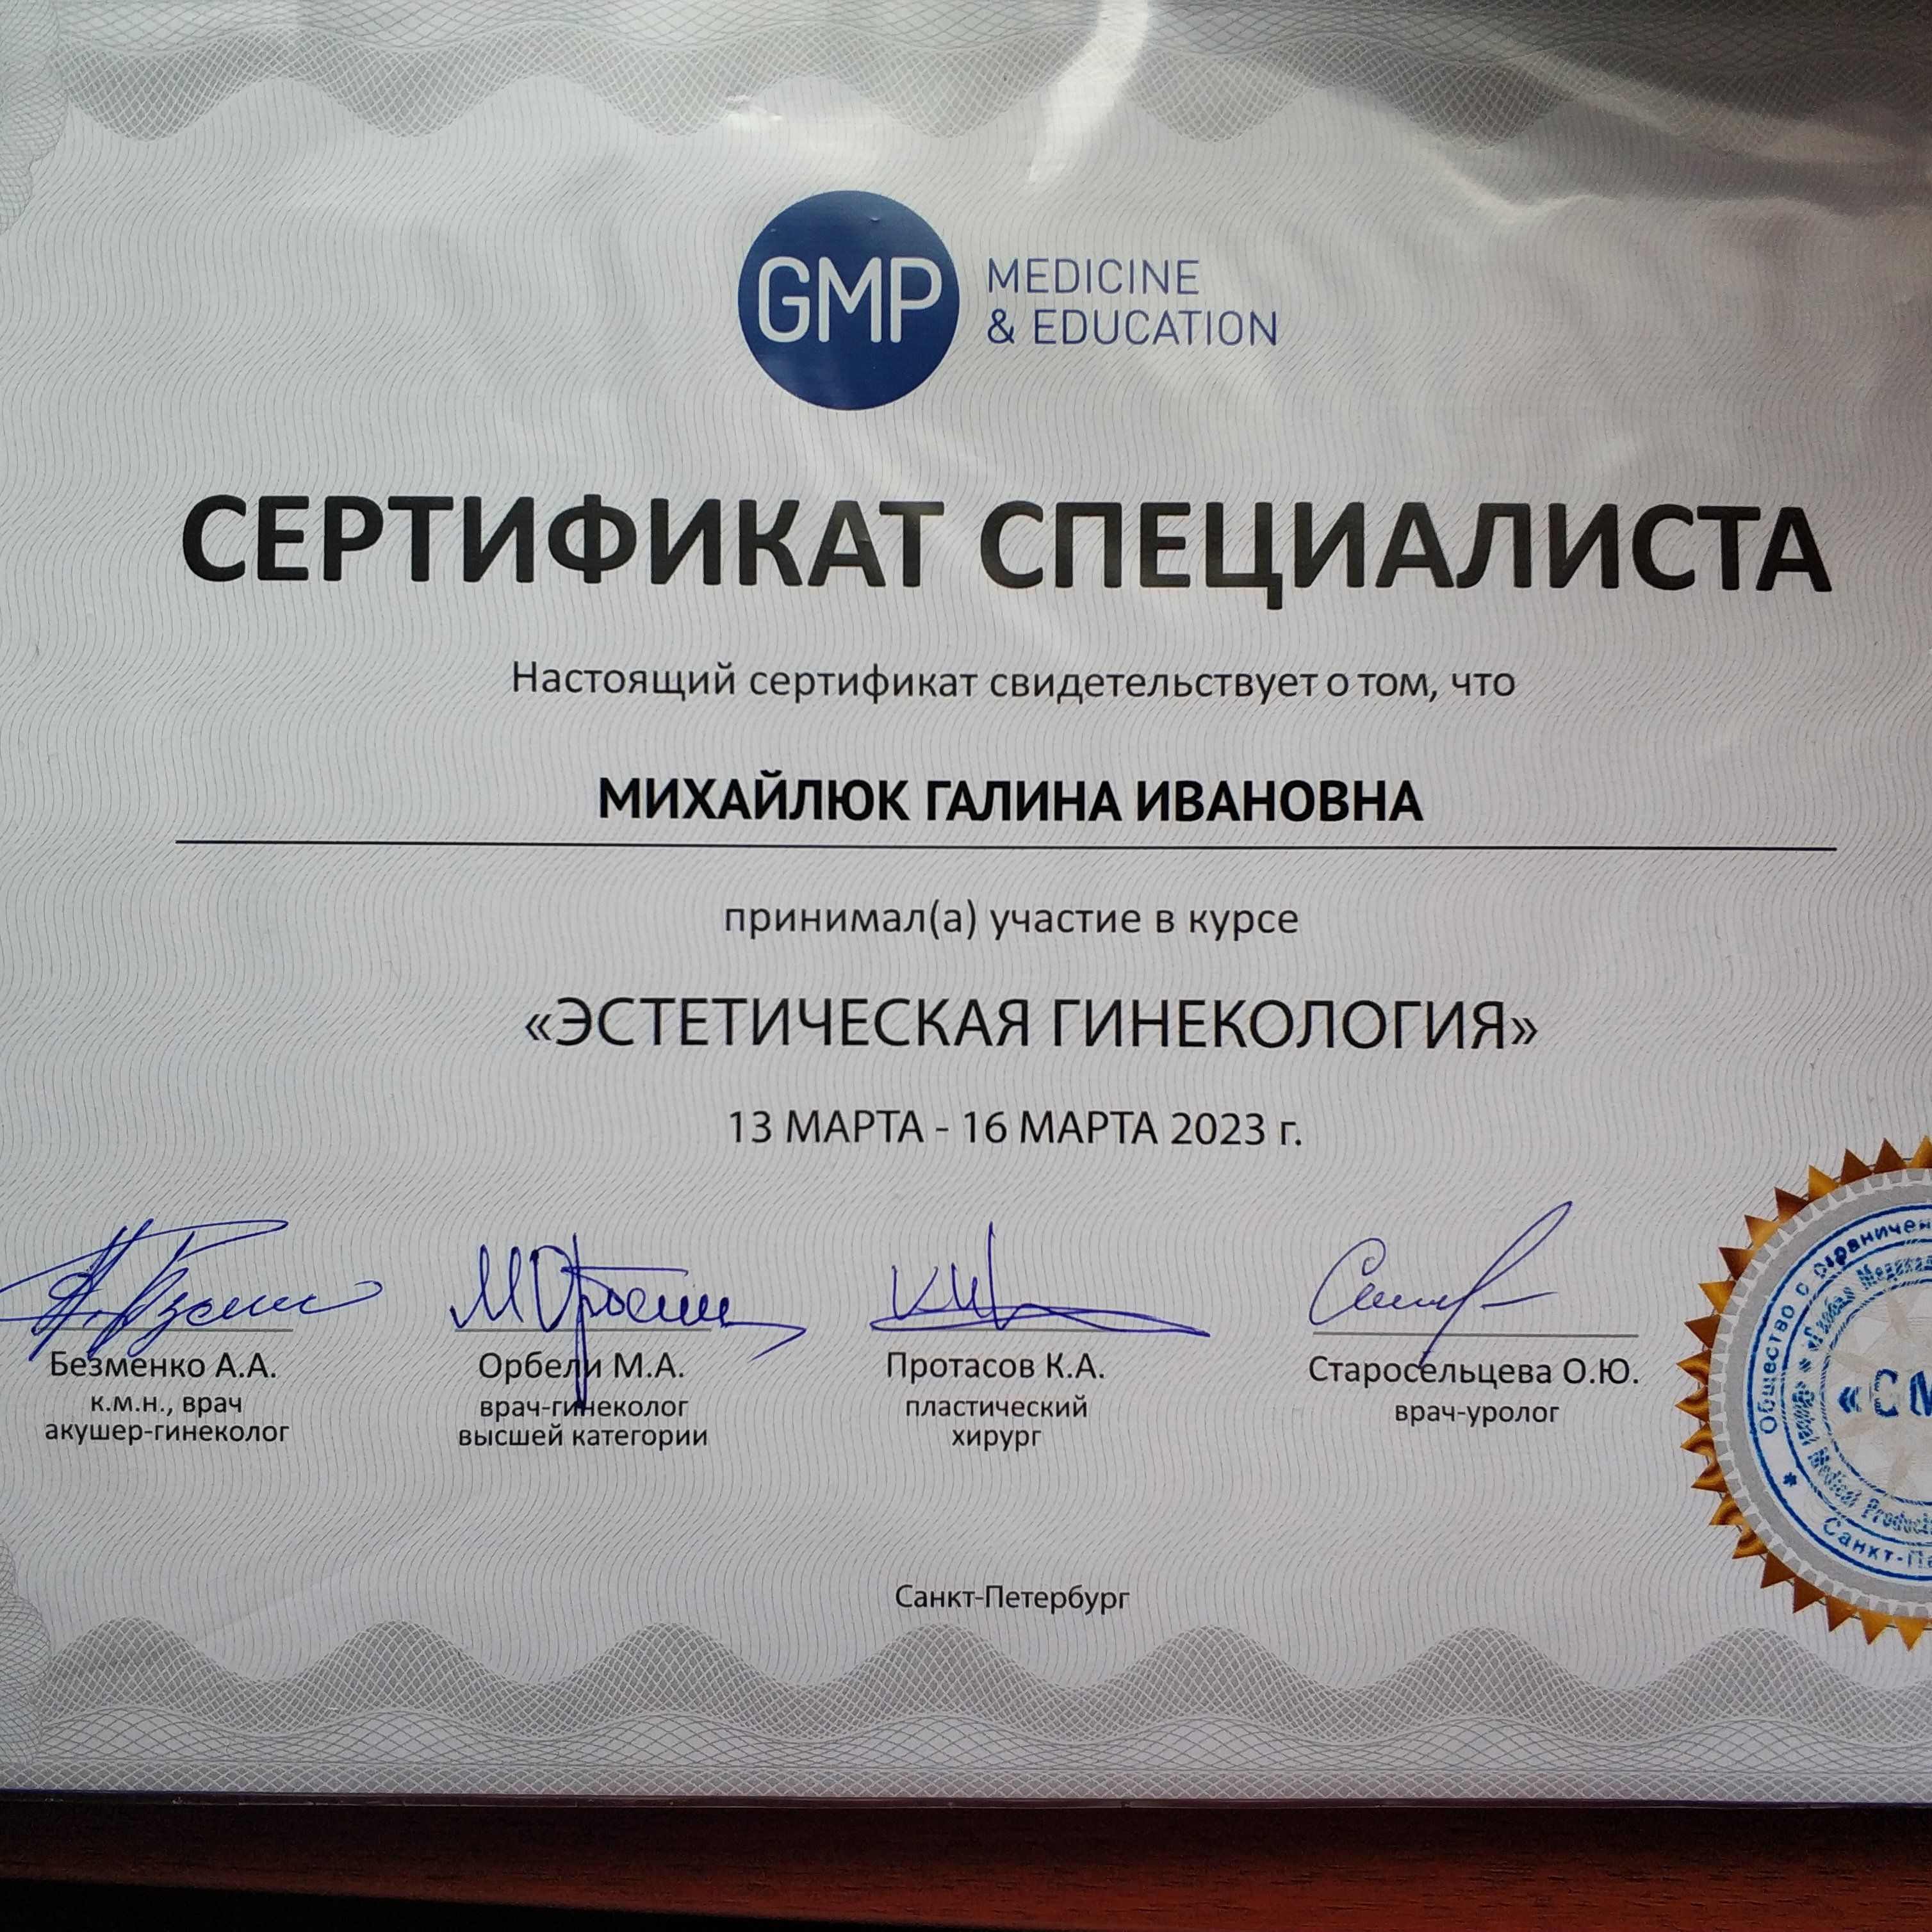 GMP
MEDICINE
& EDUCATION
СЕРТИФИКАТ СПЕЦИАЛИСТА
Настоящий сертификат свидетельствует о том, что
МИХАЙЛЮК ГАЛИНА ИВАНОВНА
принимал(а) участие в курсе
«ЭСТЕТИЧЕСКАЯ ГИНЕКОЛОГИЯ»
13 МАРТА - 16 МАРТА 2023 г.
Безменко А.А.
к.м.н., врач
акушер-гинеколог
Орбели М.А.
врач-гинеколог
высшей категории
Протасов К.А.
пластический
хирург
Старосельцева О.Ю.
врач-уролог
Общество с
Medical
Санкт-Петербург